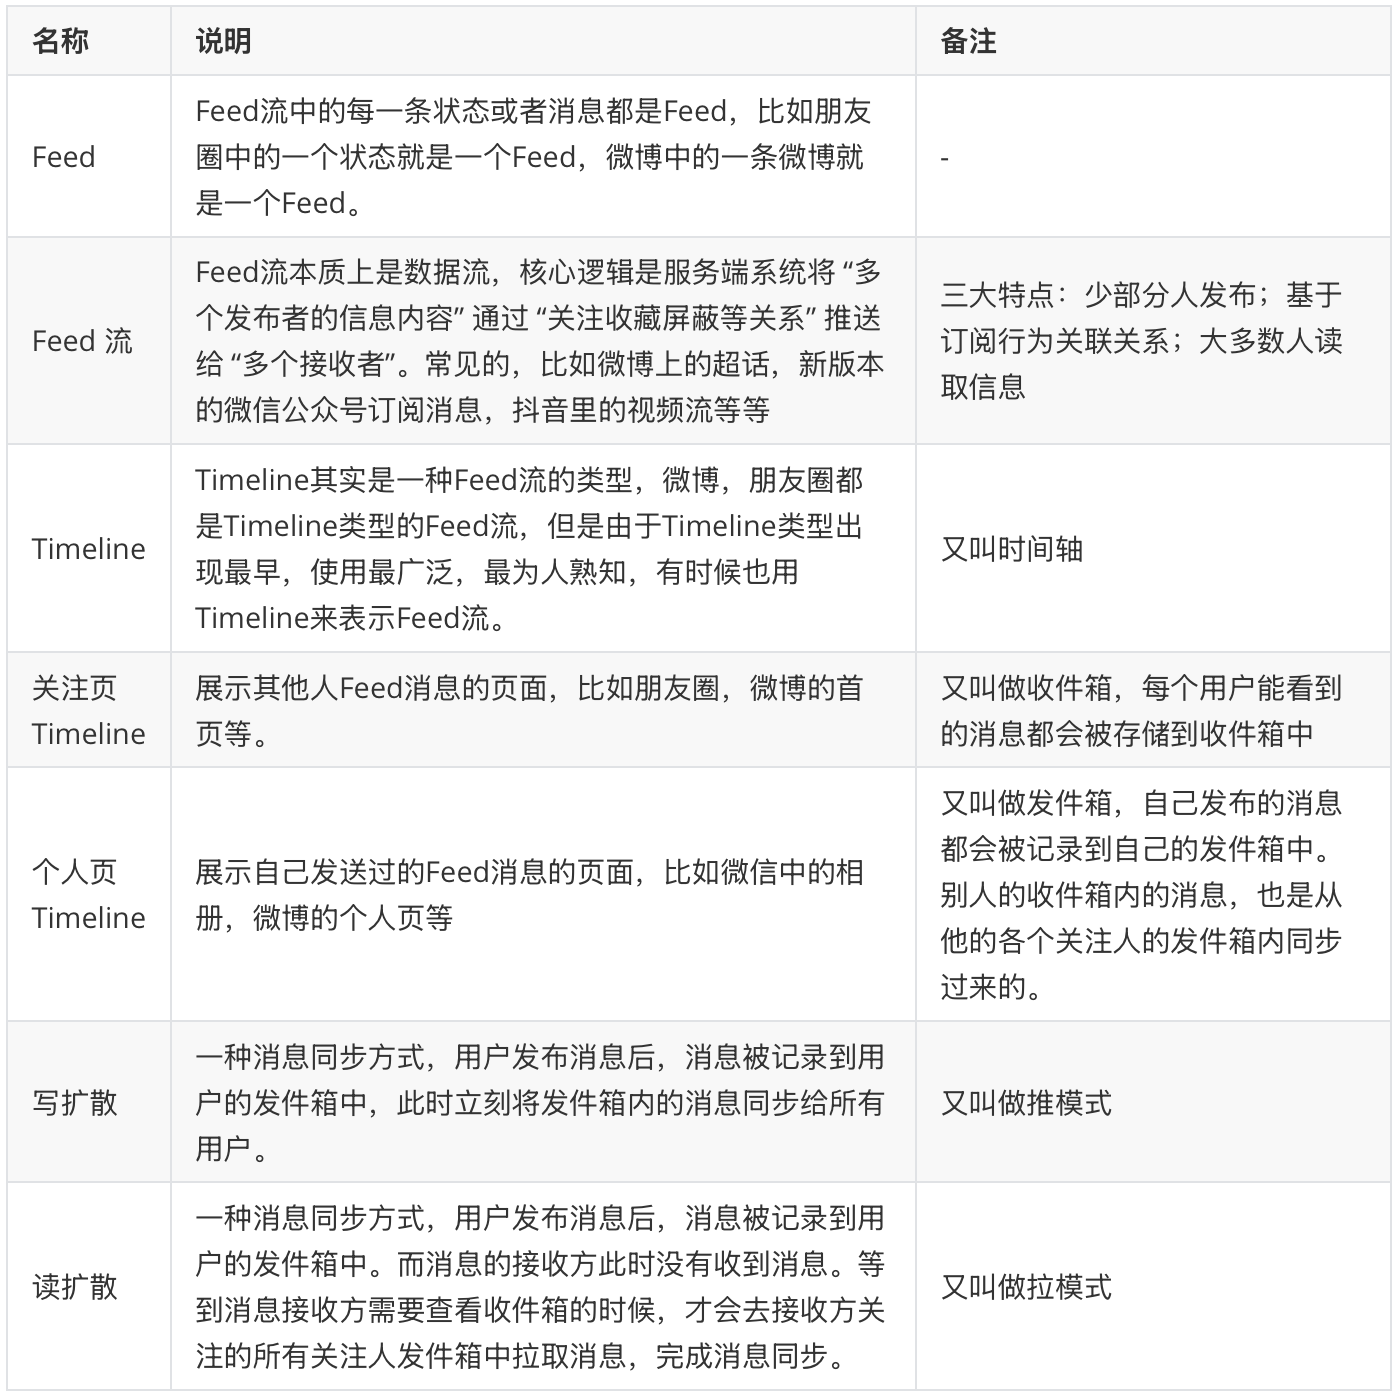 名称
说明
备注
Feed
Feed流中的每一条状态或者消息都是Feed，比如朋友
圈中的一个状态就是一个Feed，微博中的一条微博就
是一个Feed。
-
Feed 流
Feed流本质上是数据流，核心逻辑是服务端系统将 “多
个发布者的信息内容” 通过 “关注收藏屏蔽等关系” 推送
给 “多个接收者”。常见的，比如微博上的超话，新版本
的微信公众号订阅消息，抖音里的视频流等等
三大特点：少部分人发布；基于
订阅行为关联关系；大多数人读
取信息
Timeline
Timeline其实是一种Feed流的类型，微博，朋友圈都
是Timeline类型的Feed流，但是由于Timeline类型出
现最早，使用最广泛，最为人熟知，有时候也用
Timeline来表示Feed流。
又叫时间轴
关注页
Timeline
展示其他人Feed消息的页面，比如朋友圈，微博的首
页等。
又叫做收件箱，每个用户能看到
的消息都会被存储到收件箱中
个人页
Timeline
展示自己发送过的Feed消息的页面，比如微信中的相
册，微博的个人页等
又叫做发件箱，自己发布的消息
都会被记录到自己的发件箱中。
别人的收件箱内的消息，也是从
他的各个关注人的发件箱内同步
过来的。
写扩散
一种消息同步方式，用户发布消息后，消息被记录到用
户的发件箱中，此时立刻将发件箱内的消息同步给所有
用户。
又叫做推模式
读扩散
一种消息同步方式，用户发布消息后，消息被记录到用
户的发件箱中。而消息的接收方此时没有收到消息。等
到消息接收方需要查看收件箱的时候，才会去接收方关
注的所有关注人发件箱中拉取消息，完成消息同步。
又叫做拉模式